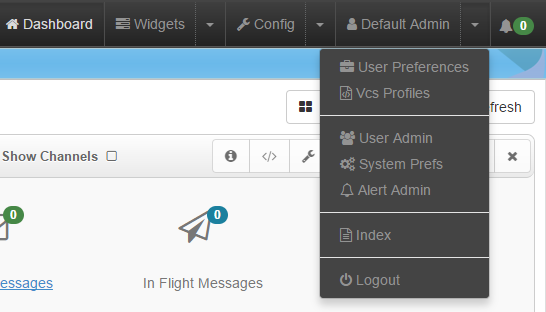 Dashboard Widgets Config Default Admin 0
User Preferences
Vcs Profiles
fresh
User Admin
Show Channels
System Prefs
Alert Admin
0 0
Index
essages In Flight Messages
Logout